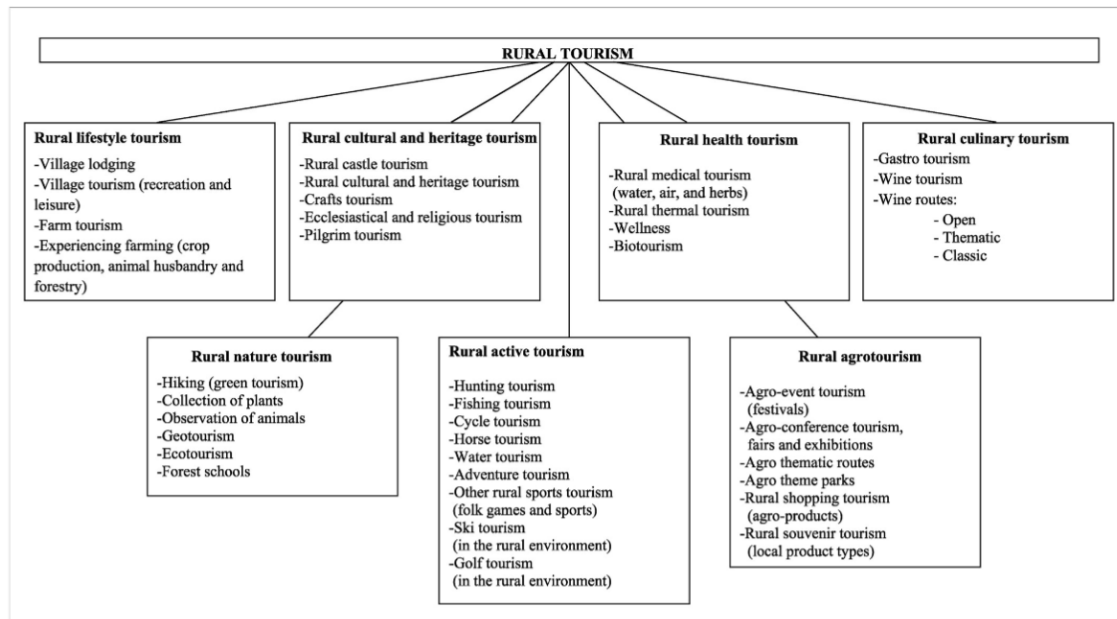 RURAL TOURISM
Rural lifestyle tourism
-Village lodging
-Village tourism (recreation and
leisure)
-Farm tourism
-Experiencing farming (crop
production, animal husbandry and
forestry)
Rural cultural and heritage tourism
-Rural castle tourism
-Rural cultural and heritage tourism
-Crafts tourism
-Ecclesiastical and religious tourism
-Pilgrim tourism
Rural health tourism
-Rural medical tourism
(water, air, and herbs)
-Rural thermal tourism
-Wellness
-Biotourism
Rural culinary tourism
-Gastro tourism
-Wine tourism
-Wine routes:
- Open
- Thematic
- Classic
Rural nature tourism
-Hiking (green tourism)
-Collection of plants
-Observation of animals
-Geotourism
-Ecotourism
-Forest schools
Rural active tourism
-Hunting tourism
-Fishing tourism
-Cycle tourism
-Horse tourism
-Water tourism
-Adventure tourism
-Other rural sports tourism
(folk games and sports)
-Ski tourism
(in the rural environment)
-Golf tourism
(in the rural environment)
Rural agrotourism
-Agro-event tourism
(festivals)
-Agro-conference tourism,
fairs and exhibitions
-Agro thematic routes
-Agro theme parks
-Rural shopping tourism
(agro-products)
-Rural souvenir tourism
(local product types)